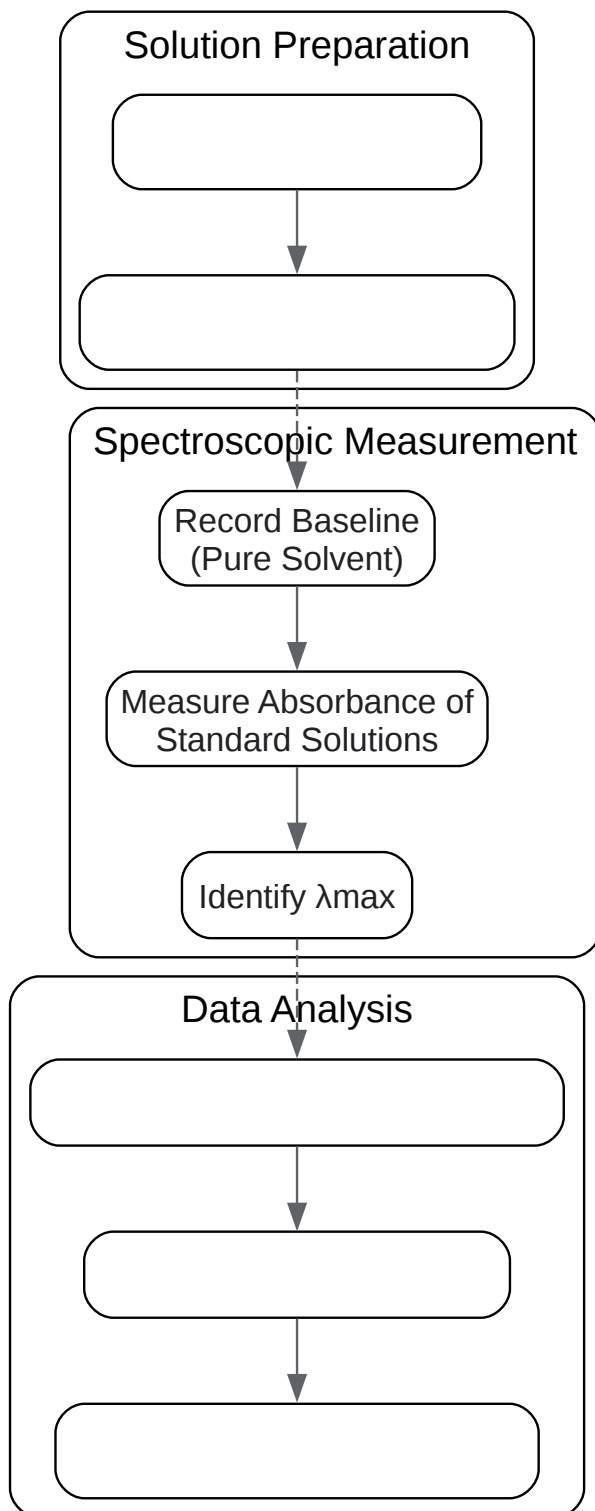 Solution Preparation
Spectroscopic Measurement
Record Baseline
(Pure Solvent)
Measure Absorbance of
Standard Solutions
Identify λmax
Data Analysis